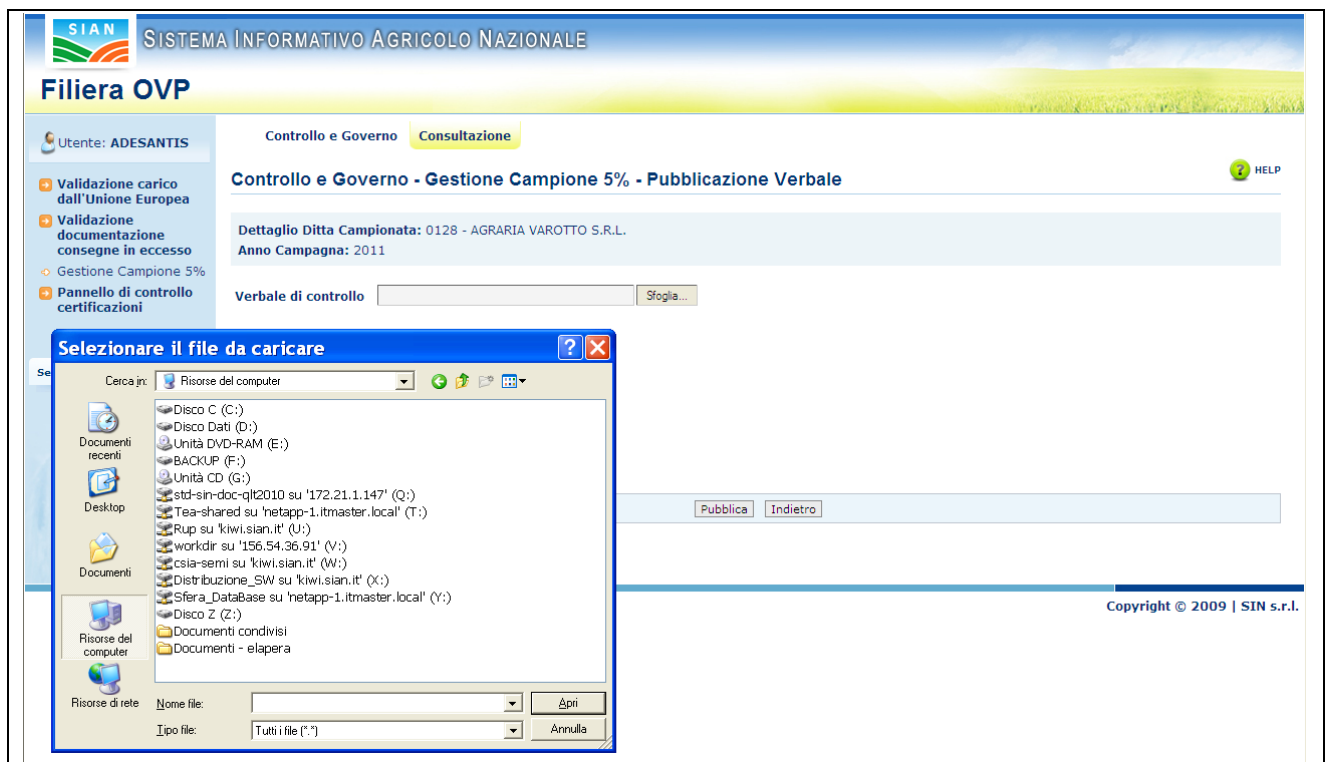 SIAN
SISTEMA INFORMATIVO AGRICOLO NAZIONALE
Filiera OVP
Utente: ADESANTIS
Controllo e Governo Consultazione
HELP
Controllo e Governo - Gestione Campione 5% - Pubblicazione Verbale
Validazione carico
dall'Unione Europea
Validazione
documentazione
consegne in eccesso
Gestione Campione 5%
Pannello di controllo
certificazioni
Se
Dettaglio Ditta Campionata: 0128 - AGRARIA VAROTTO S.R.L.
Anno Campagna: 2011
Verbale di controllo Sfoglia...
Selezionare il file da caricare
Cerca in: Risorse del computer
Documenti
recenti
Desktop
Documenti
Risorse del
computer
Risorse di rete
Disco C (C:)
Disco Dati (D:)
Unità DVD-RAM (E:)
BACKUP (F:)
Unità CD (G:)
std-sin-doc-qlt2010 su '172.21.1.147' (Q:)
Tea-shared su 'netapp-1.itmaster.local' (T:)
Rup su 'kiwi.sian.it' (U:)
workdir su '156.54.36.91' (V:)
csia-semi su 'kiwi.sian.it' (W:)
Distribuzione_SW su 'kiwi.sian.it' (X:)
Sfera_DataBase su 'netapp-1.itmaster.local' (Y:)
Disco Z (Z:)
Documenti condivisi
Documenti - elapera
Nome file: Apri
Tipo file: Tutti i file (*.*) Annulla
Pubblica Indietro
Copyright © 2009 | SIN s.r.l.